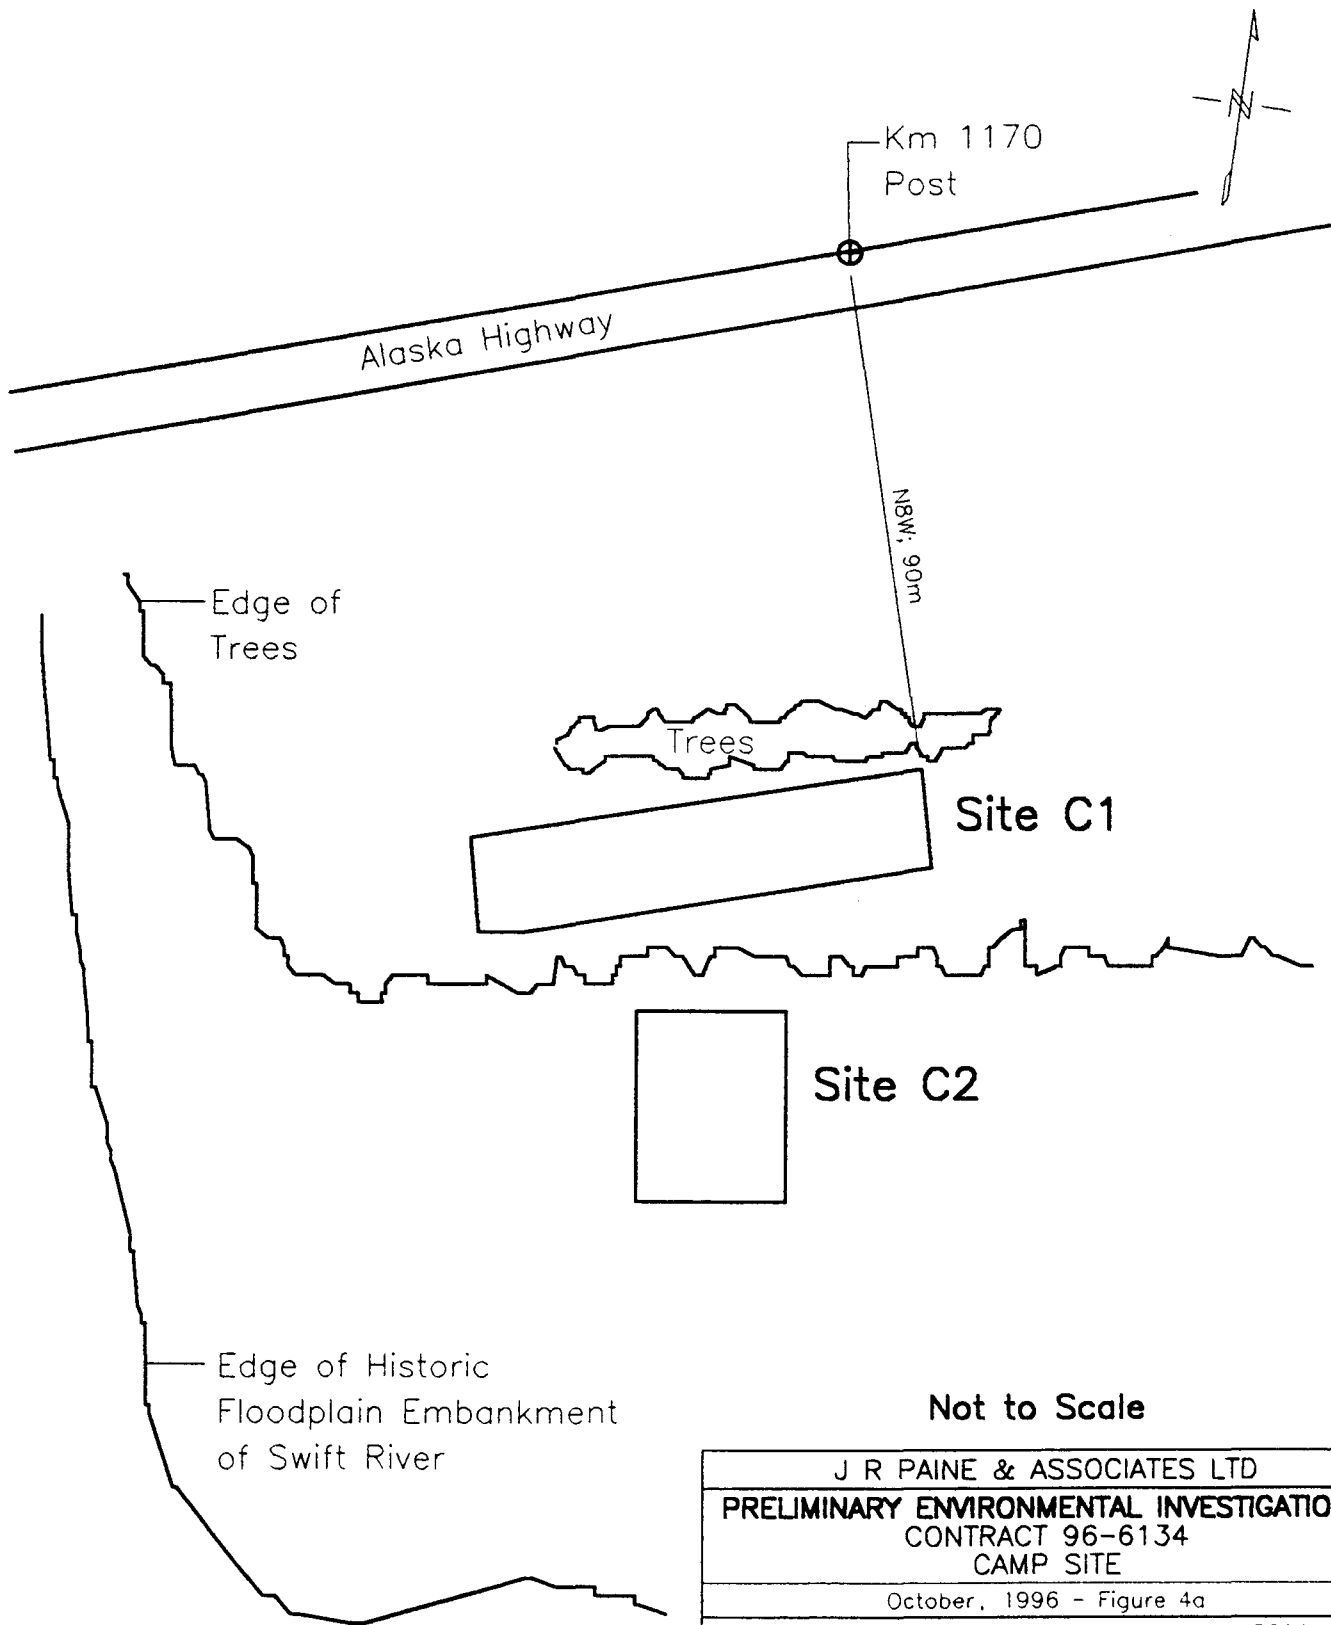 N
Km 1170
Post
Alaska Highway
N8W; 90m
Edge of
Trees
Trees
Site C1
Site C2
Edge of Historic
Floodplain Embankment
of Swift River
Not to Scale
J R PAINE & ASSOCIATES LTD
PRELIMINARY ENVIRONMENTAL INVESTIGATIO
CONTRACT 96-6134
CAMP SITE
October, 1996 - Figure 4a